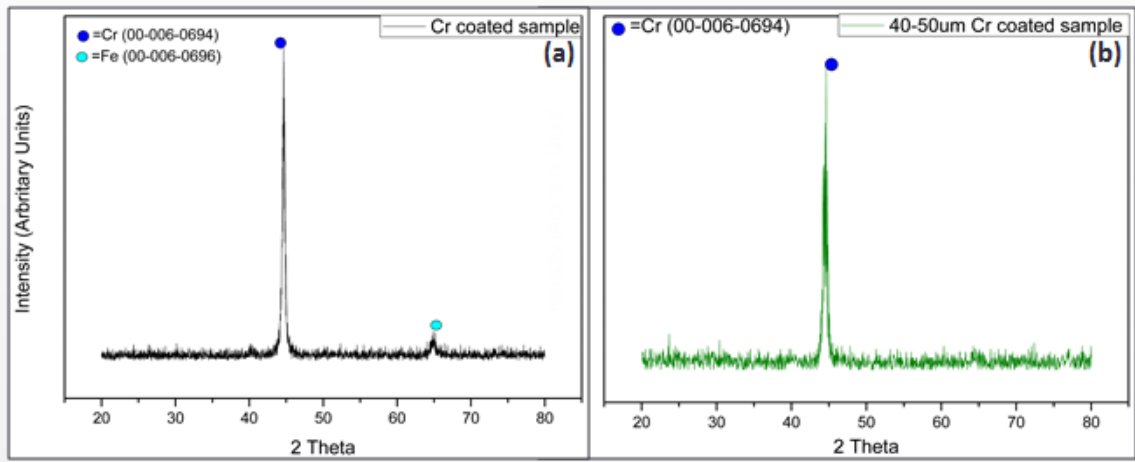 =Cr (00-006-0694)
=Fe (00-006-0696)
Cr coated sample
(a)
Intensity (Arbritary Units)
20 30 40 50 60 70 80
2 Theta
=Cr (00-006-0694)
40-50um Cr coated sample
(b)
20 30 40 50 60 70 80
2 Theta